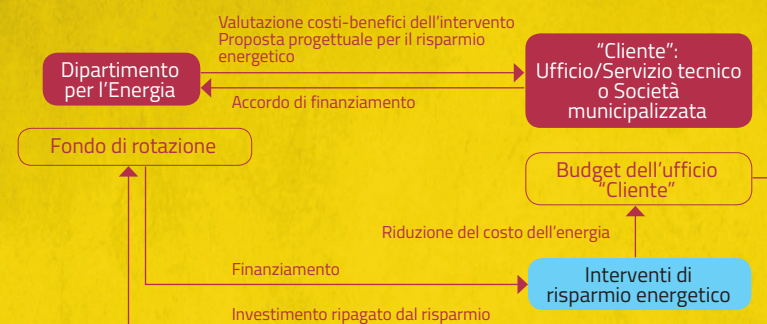 Valutazione costi-benefici dell'intervento
Proposta progettuale per il risparmio
energetico
Dipartimento
per l'Energia
"Cliente":
Ufficio/Servizio tecnico
o Società
municipalizzata
Accordo di finanziamento
Fondo di rotazione
Budget dell'ufficio
"Cliente"
Riduzione del costo dell'energia
Finanziamento
Interventi di
risparmio energetico
Investimento ripagato dal risparmio